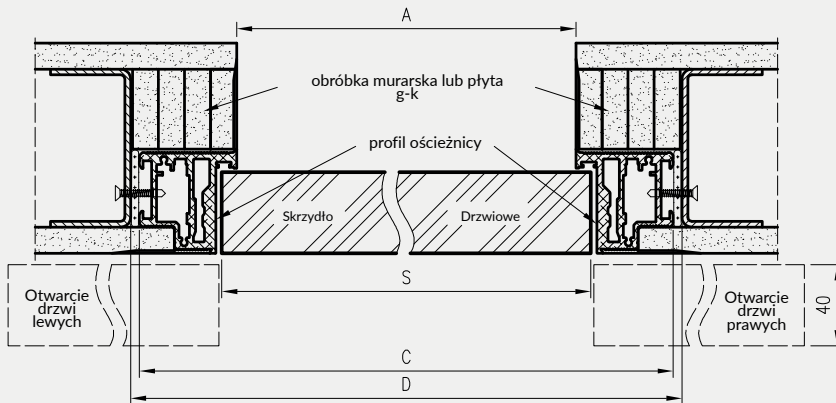 A
obróbka murarska lub płyta
g-k
profil ościeżnicy
Skrzydło
Drzwiowe
Otwarcie
drzwi
lewych
S
Otwarcie
drzwi
prawych
40
C
D